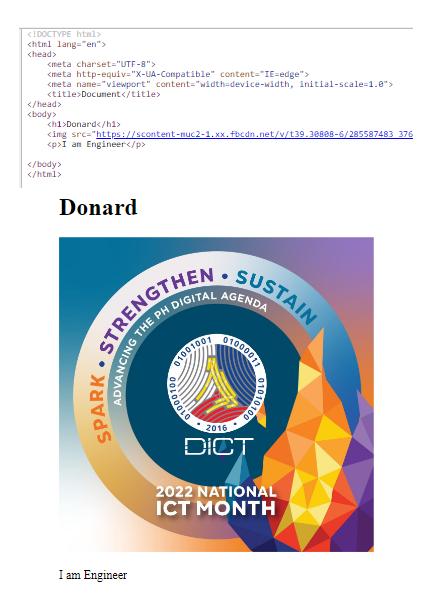 <!DOCTYPE html>
<html lang="en">
<head>
    <meta charset="UTF-8">
    <meta http-equiv="X-UA-Compatible" content="IE=edge">
    <meta name="viewport" content="width=device-width, initial-scale=1.0">
    <title>Document</title>
</head>
<body>
    <h1>Donard</h1>
    <img src="https://scontent-muc2-1.xx.fbcdn.net/v/t39.30808-6/285587483_376
    <p>I am Engineer</p>

</body>
</html>
Donard
SPARK • STRENGTHEN • SUSTAIN
ADVANCING THE PH DIGITAL AGENDA
01000100 01001001 01000011 01010100
• 2016 •
DICT
2022 NATIONAL
ICT MONTH
I am Engineer